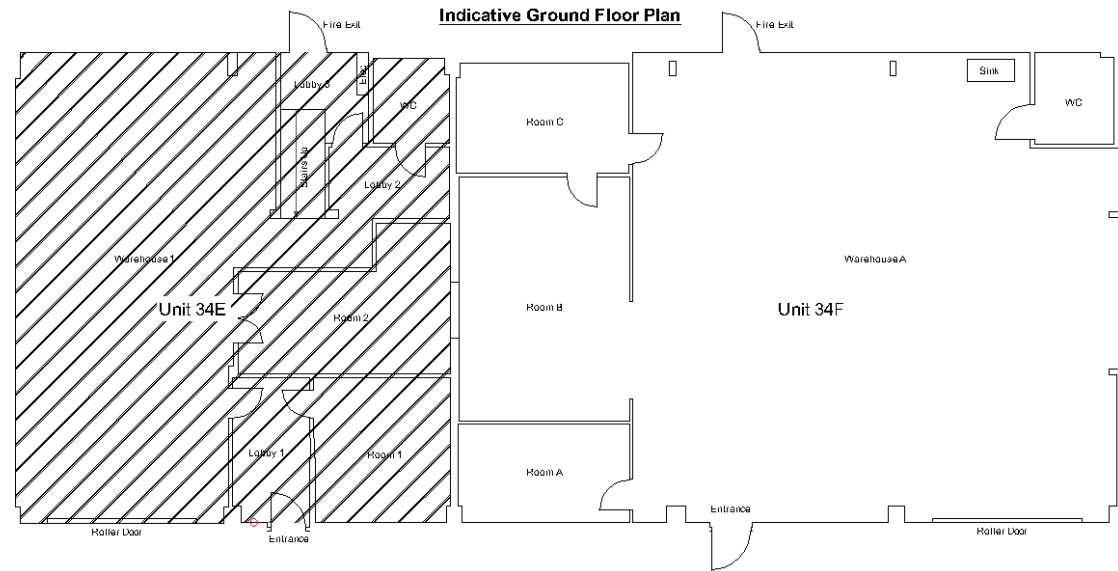 Indicative Ground Floor Plan
Fire Exit
Fire Exit
Lobby 3
Elec
Sink
WC
WC
Room C
Stairs Up
Lobby 2
Warehouse 1
Warehouse A
Unit 34E
Room 2
Room B
Unit 34F
Lobby 1
Room 1
Room A
Roller Door
Entrance
Entrance
Roller Door